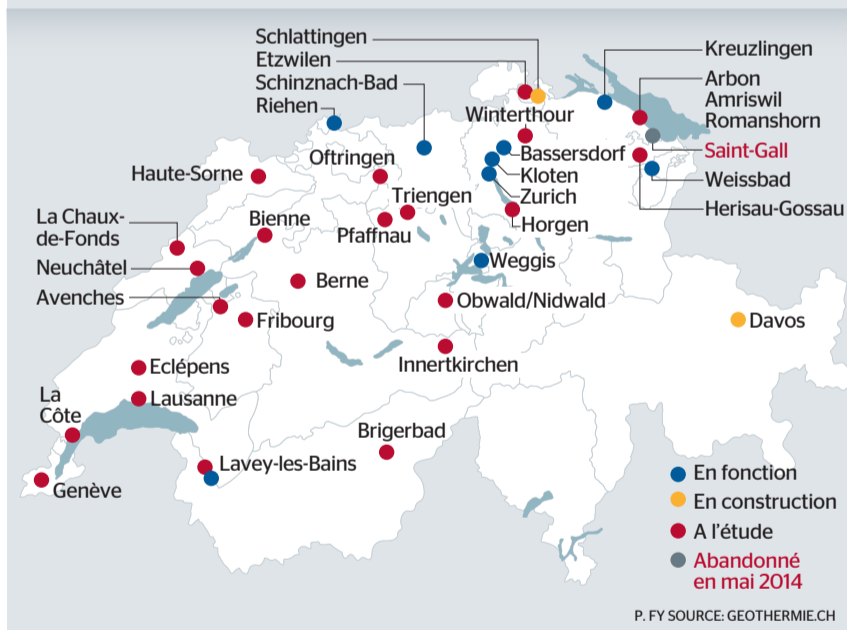 Schlattingen
Etzwilen
Schinznach-Bad
Riehen
Kreuzlingen
Arbon
Amriswil
Romanshorn
Saint-Gall
Weissbad
Herisau-Gossau
Winterthour
Bassersdorf
Kloten
Zurich
Horgen
Oftringen
Haute-Sorne
Triengen
Pfaffnau
La Chaux-
de-Fonds
Bienne
Neuchâtel
Avenches
Berne
Fribourg
Weggis
Obwald/Nidwald
Innertkirchen
Davos
Eclépens
Lausanne
La
Côte
Genève
Lavey-les-Bains
Brigerbad
En fonction
En construction
A l'étude
Abandonné
en mai 2014
P. FY SOURCE: GEOTHERMIE.CH